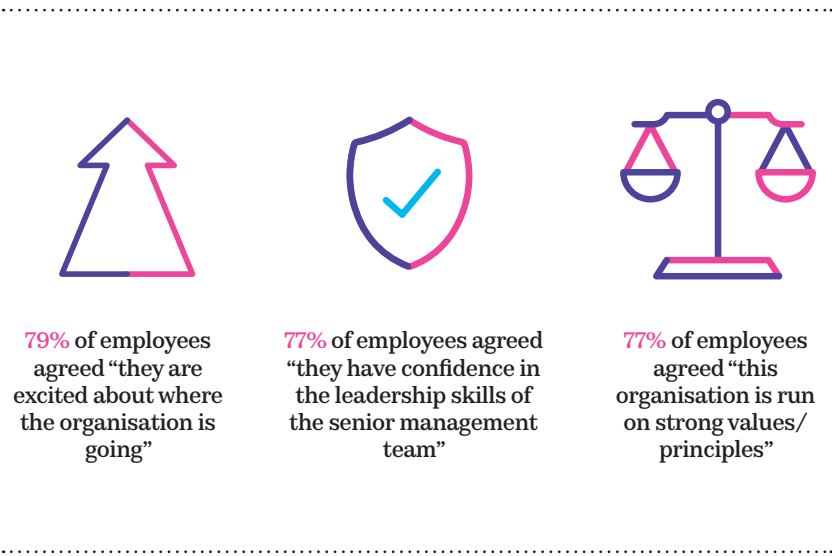 79% of employees
agreed “they are
excited about where
the organisation is
going”
77% of employees agreed
“they have confidence in
the leadership skills of
the senior management
team”
77% of employees
agreed “this
organisation is run
on strong values/
principles”